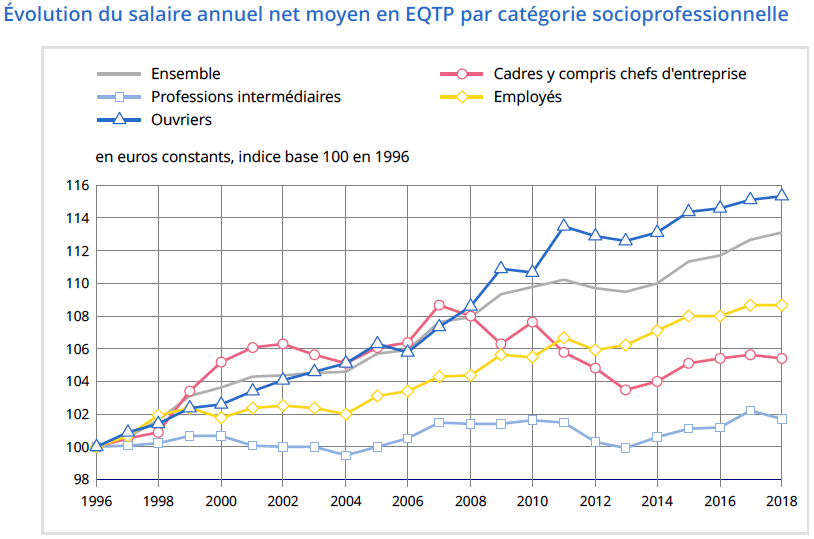 Évolution du salaire annuel net moyen en EQTP par catégorie socioprofessionnelle
Ensemble
Cadres y compris chefs d'entreprise
Professions intermédiaires
Employés
Ouvriers
en euros constants, indice base 100 en 1996
116
114
112
110
108
106
104
102
100
98
1996 1998 2000 2002 2004 2006 2008 2010 2012 2014 2016 2018